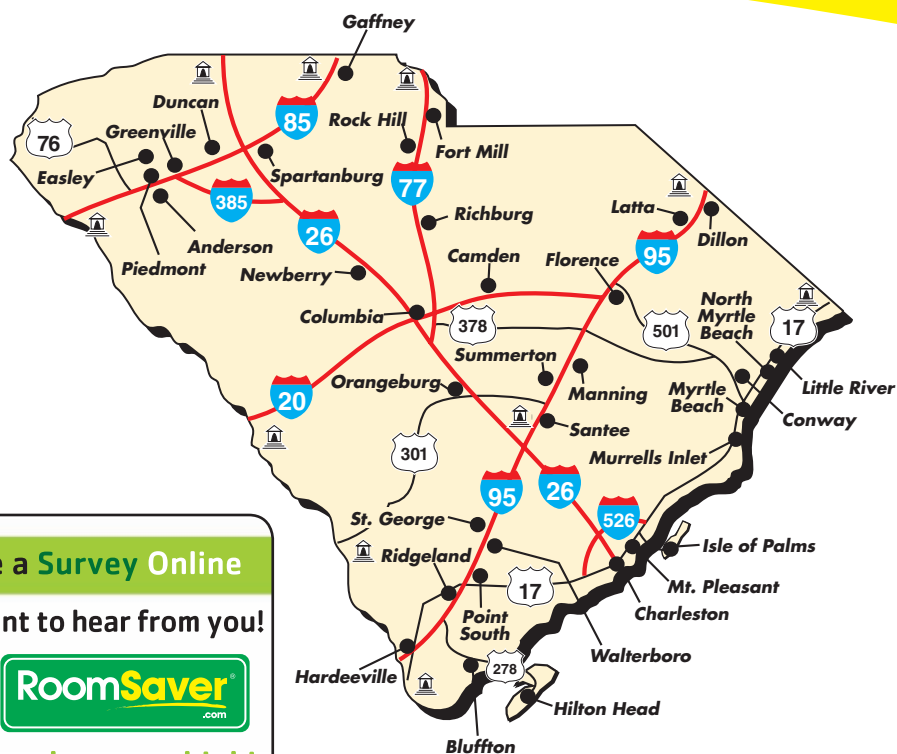 Gaffney
Duncan
85
Rock Hill
76
Greenville
Fort Mill
Easley
Spartanburg
77
385
Latta
Richburg
26
Anderson
Dillon
95
Piedmont
Camden
Florence
Newberry
North
Myrtle
Beach
Columbia
378
501
17
Summerton
Orangeburg
Manning
Myrtle
Beach
Little River
20
Conway
Santee
301
Murrells Inlet
95
26
St. George
526
Isle of Palms
Ridgeland
17
Mt. Pleasant
Charleston
Point
South
Walterboro
278
Hardeeville
Hilton Head
Bluffton
e a Survey Online
nt to hear from you!
RoomSaver®
.com